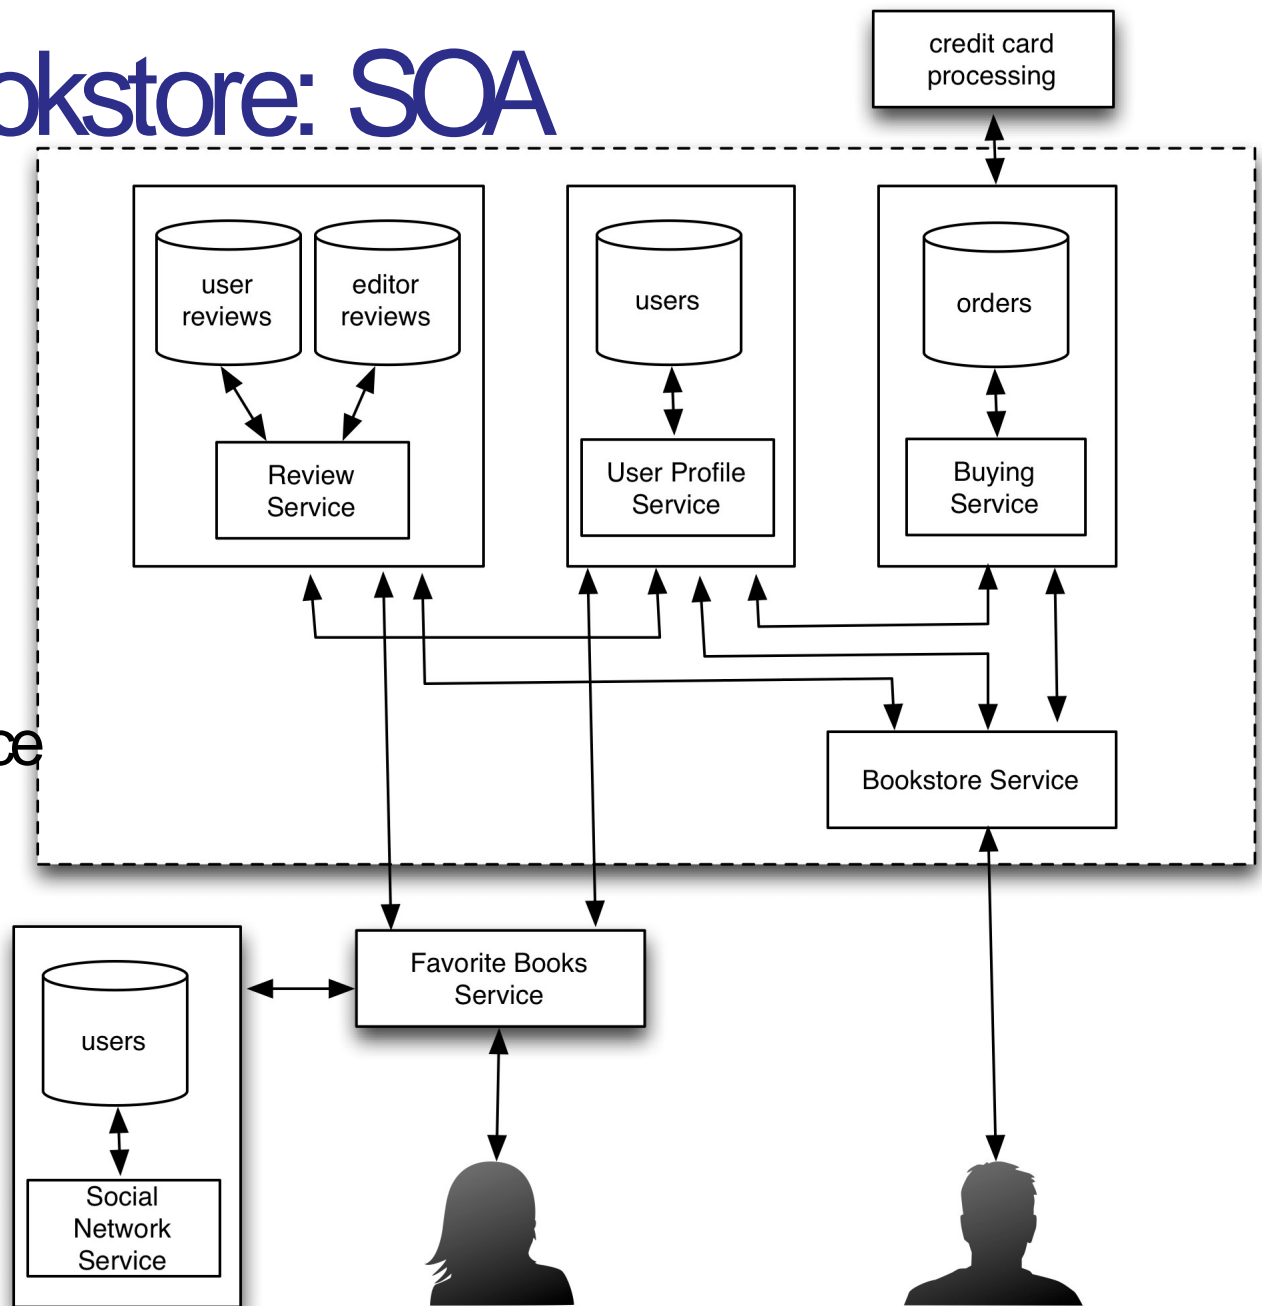 okstore: SOA
credit card
processing
user
reviews
editor
reviews
users
orders
Review
Service
User Profile
Service
Buying
Service
ce
Bookstore Service
Favorite Books
Service
users
Social
Network
Service